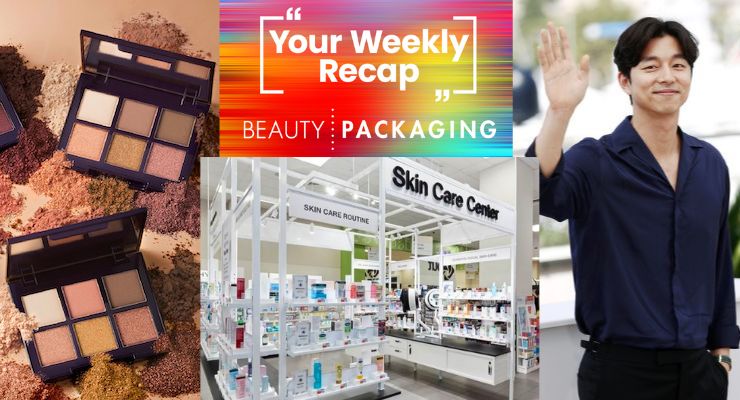 Your Weekly
Recap
BEAUTY PACKAGING
Skin Care Center
SKIN CARE ROUTINE